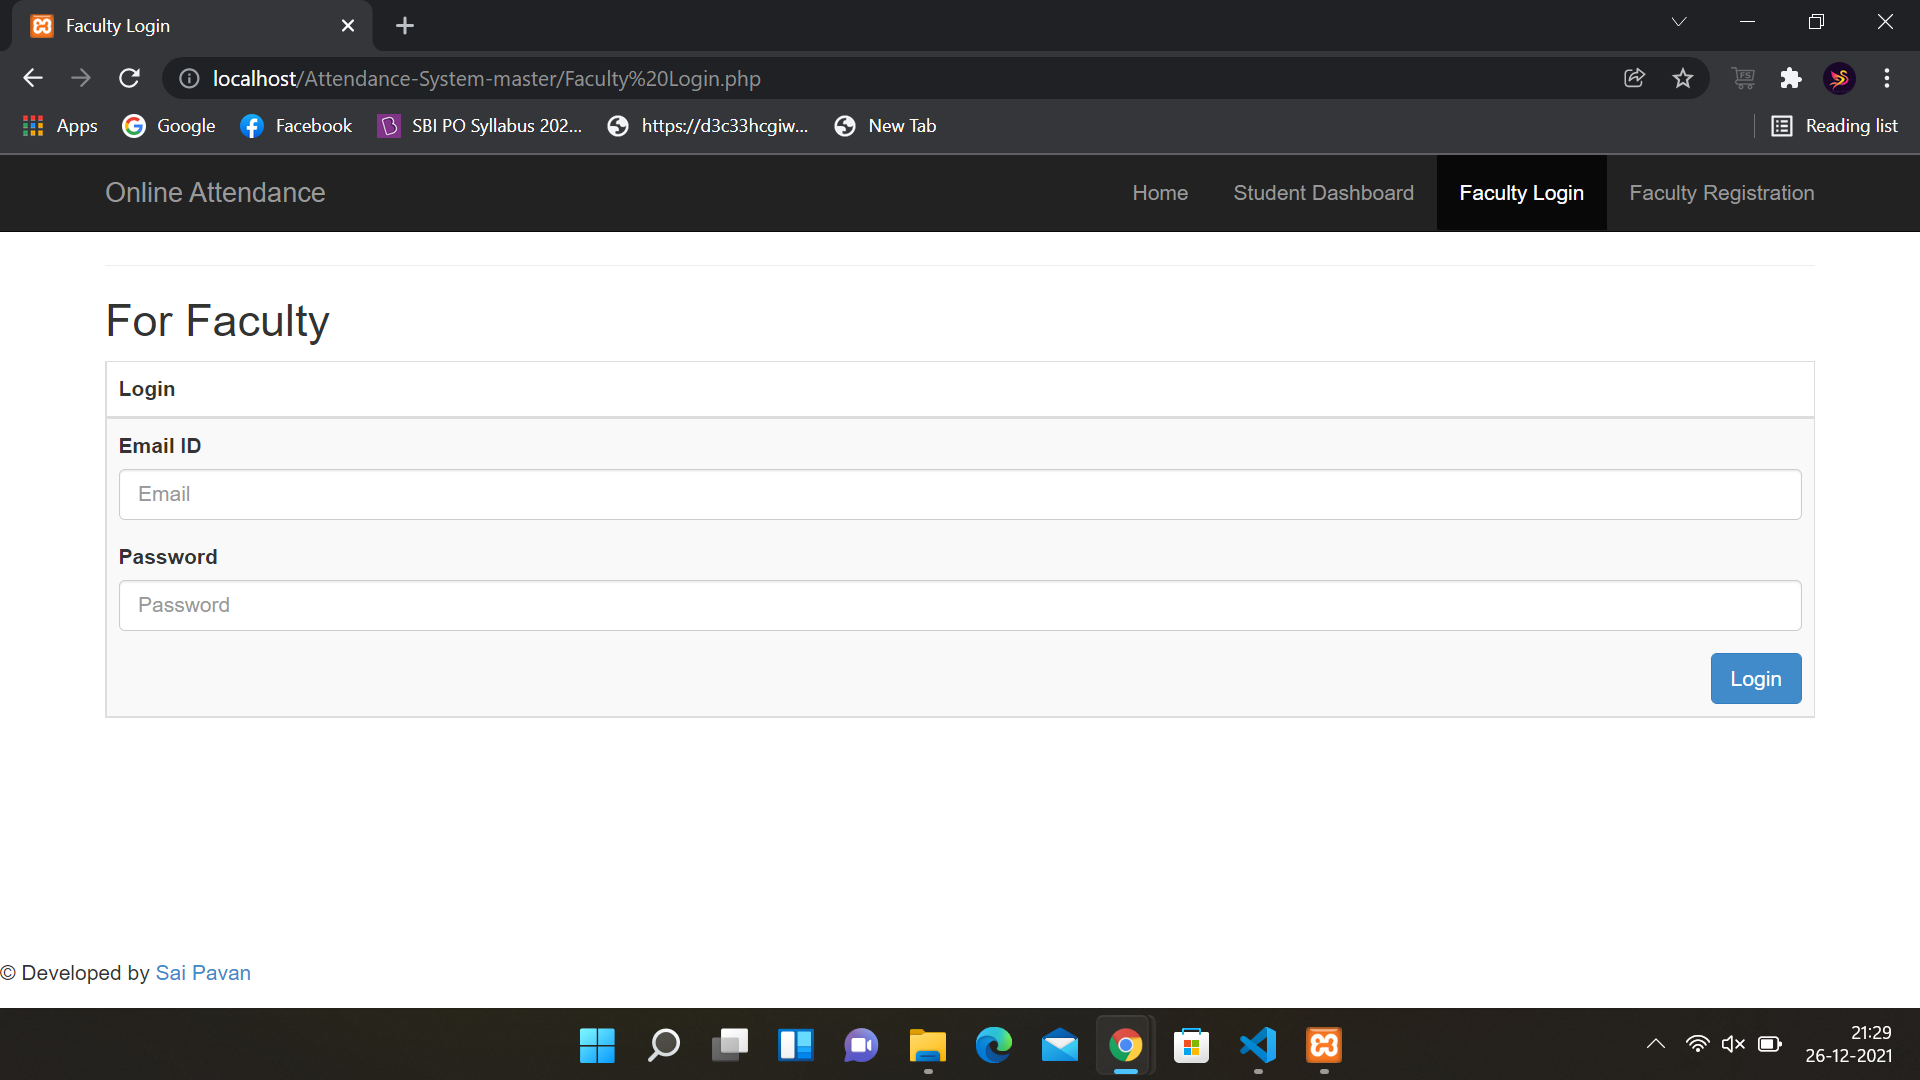 Faculty Login
localhost/Attendance-System-master/Faculty%20Login.php
Apps Google Facebook SBI PO Syllabus 202... https://d3c33hcgiw... New Tab Reading list
Online Attendance Home Student Dashboard Faculty Login Faculty Registration
For Faculty
Login
Email ID
Email
Password
Password
Login
© Developed by Sai Pavan
21:29
26-12-2021